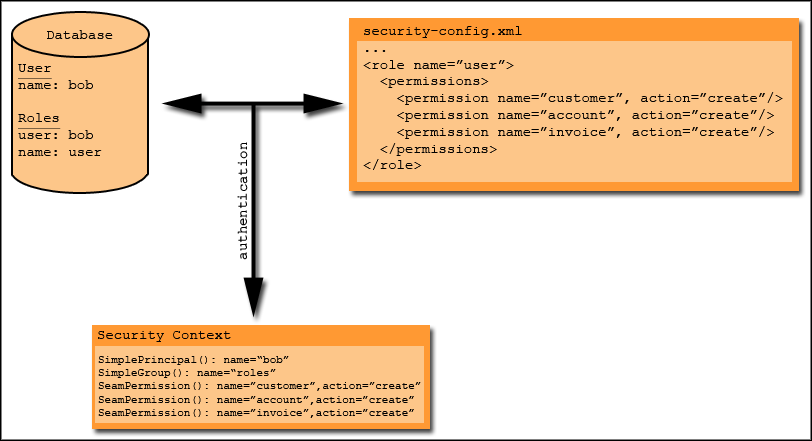 Database
User
name: bob
Roles
user: bob
name: user
security-config.xml
...
<role name=”user”>
  <permissions>
    <permission name=”customer”, action=”create”/>
    <permission name=”account”, action=”create”/>
    <permission name=”invoice”, action=”create”/>
  </permissions>
</role>
authentication
Security Context
SimplePrincipal(): name=“bob”
SimpleGroup(): name=“roles”
SeamPermission(): name=”customer”,action=”create”
SeamPermission(): name=”account”,action=”create”
SeamPermission(): name=”invoice”,action=”create”